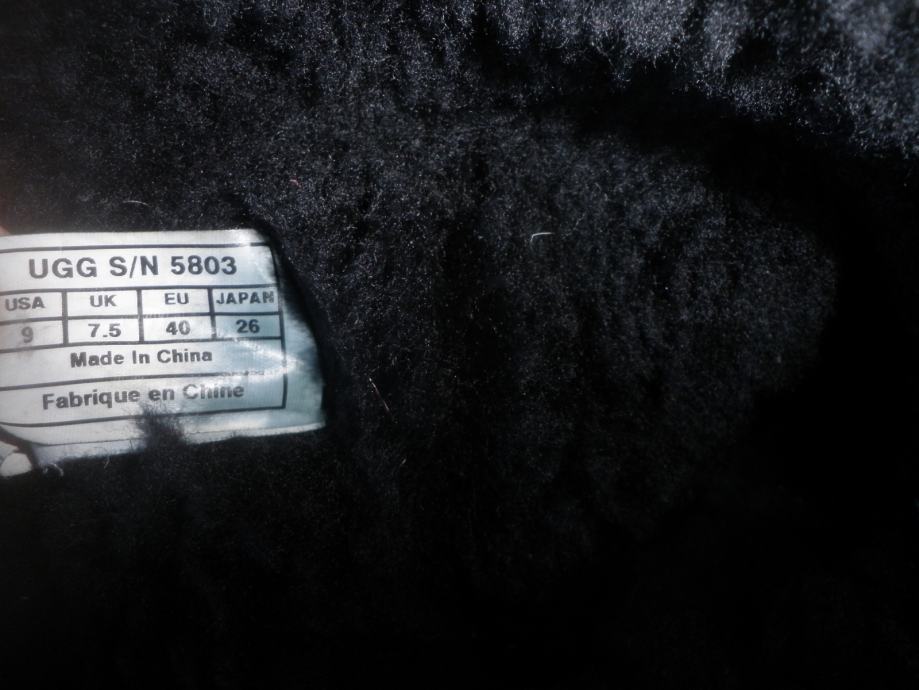 UGG S/N 5803
USA UK EU JAPAN
9 7.5 40 26
Made In China
Fabrique en Chine